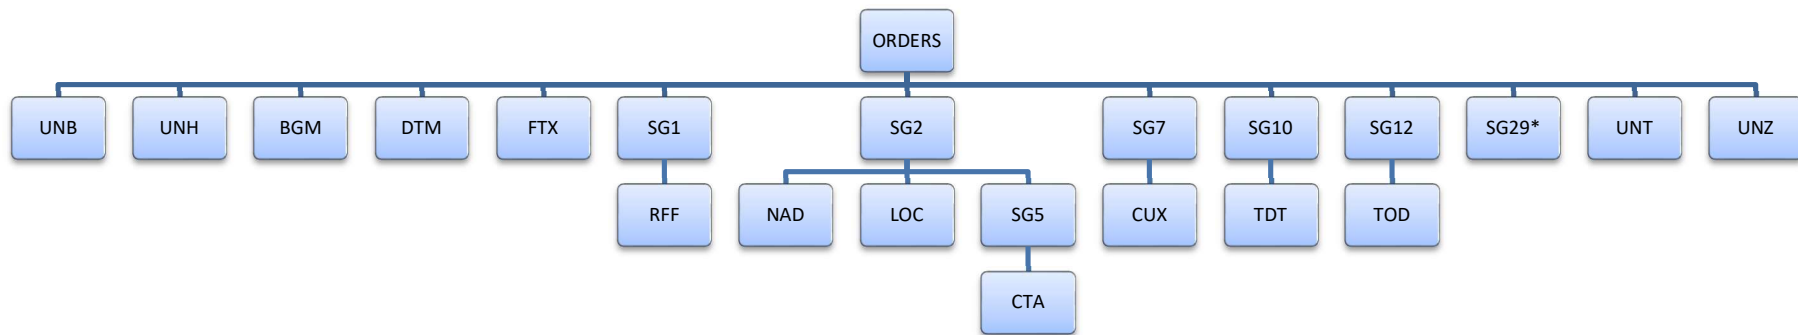 ORDERS
UNB
UNH
BGM
DTM
FTX
SG1
SG2
SG7
SG10
SG12
SG29*
UNT
UNZ
RFF
NAD
LOC
SG5
CUX
TDT
TOD
CTA